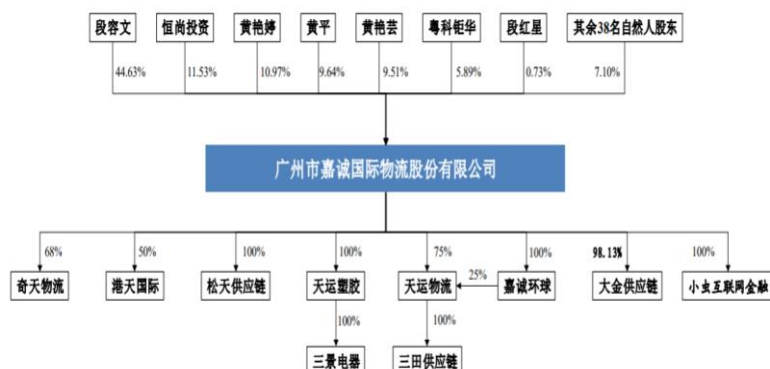 段容文 恒尚投资 黄艳婷 黄平 黄艳芸 粤科钜华 段红星 其余38名自然人股东
44.63% 11.53% 10.97% 9.64% 9.51% 5.89% 0.73% 7.10%
广州市嘉诚国际物流股份有限公司
68% 50% 100% 100% 75% 100% 98.13% 100%
奇天物流 港天国际 松天供应链 天运塑胶 天运物流 25% 嘉诚环球 大金供应链 小虫互联网金融
100% 100%
三景电器 三田供应链